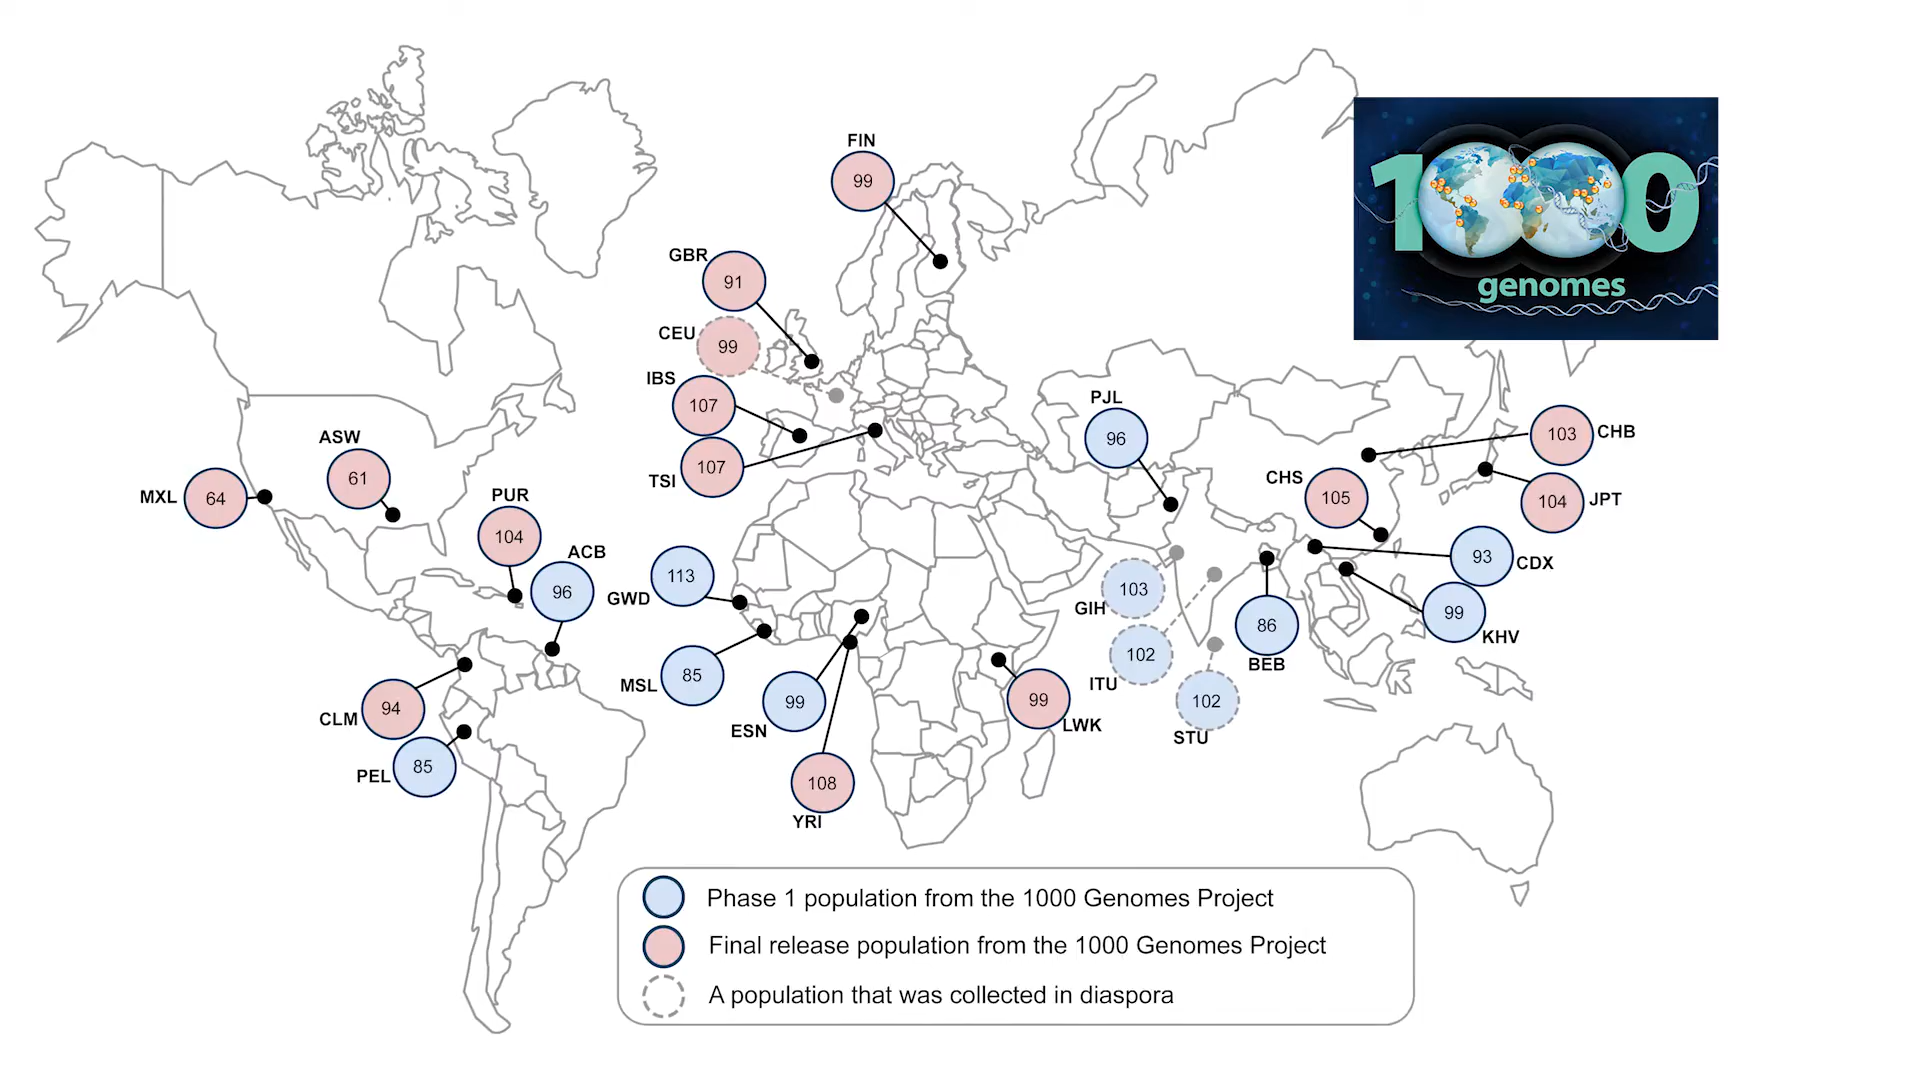 FIN
99
GBR
91
CEU
99
IBS
107
TSI
107
ASW
61
MXL
64
PUR
104
ACB
96
CLM
94
PEL
85
GWD
113
MSL
85
ESN
99
YRI
108
LWK
99
PJL
96
GIH
103
ITU
102
STU
102
BEB
86
CHS
105
CHB
103
JPT
104
CDX
93
KHV
99
1000
genomes
Phase 1 population from the 1000 Genomes Project
Final release population from the 1000 Genomes Project
A population that was collected in diaspora